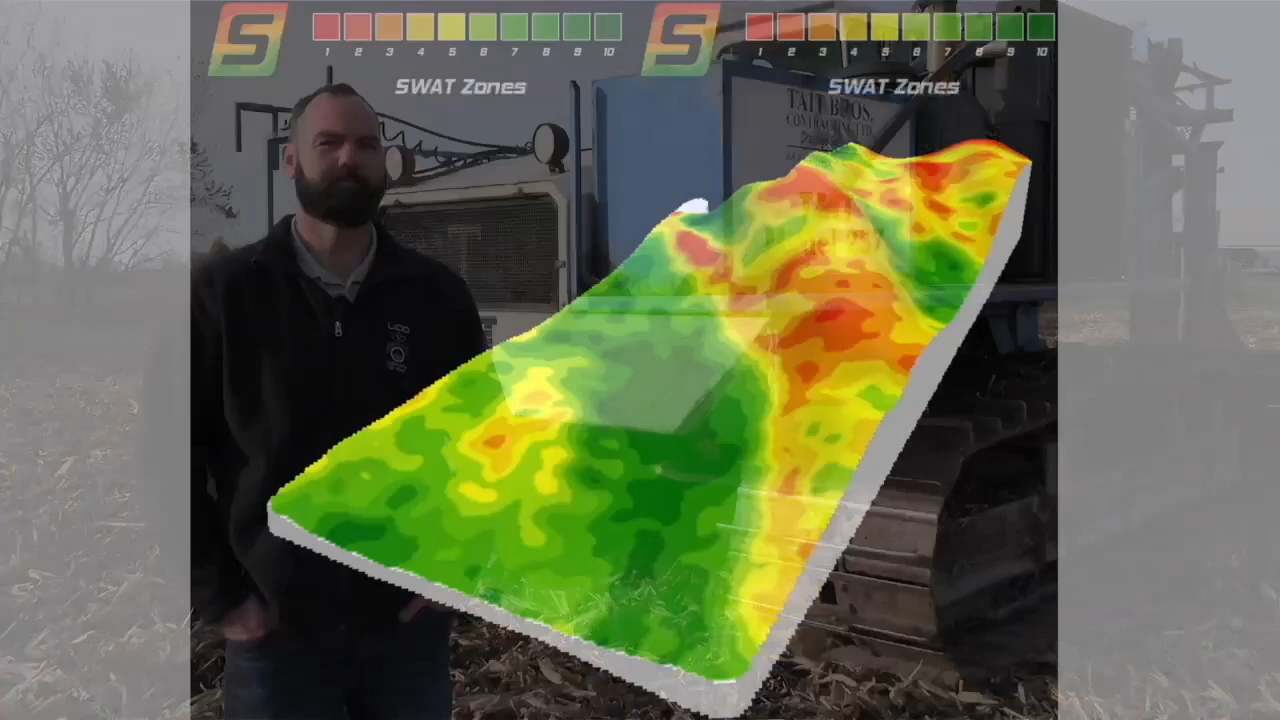 S
1 2 3 4 5 6 7 8 9 10
SWAT Zones
S
1 2 3 4 5 6 7 8 9 10
SWAT Zones
TAIT BROS.
CONTRACTING LTD.